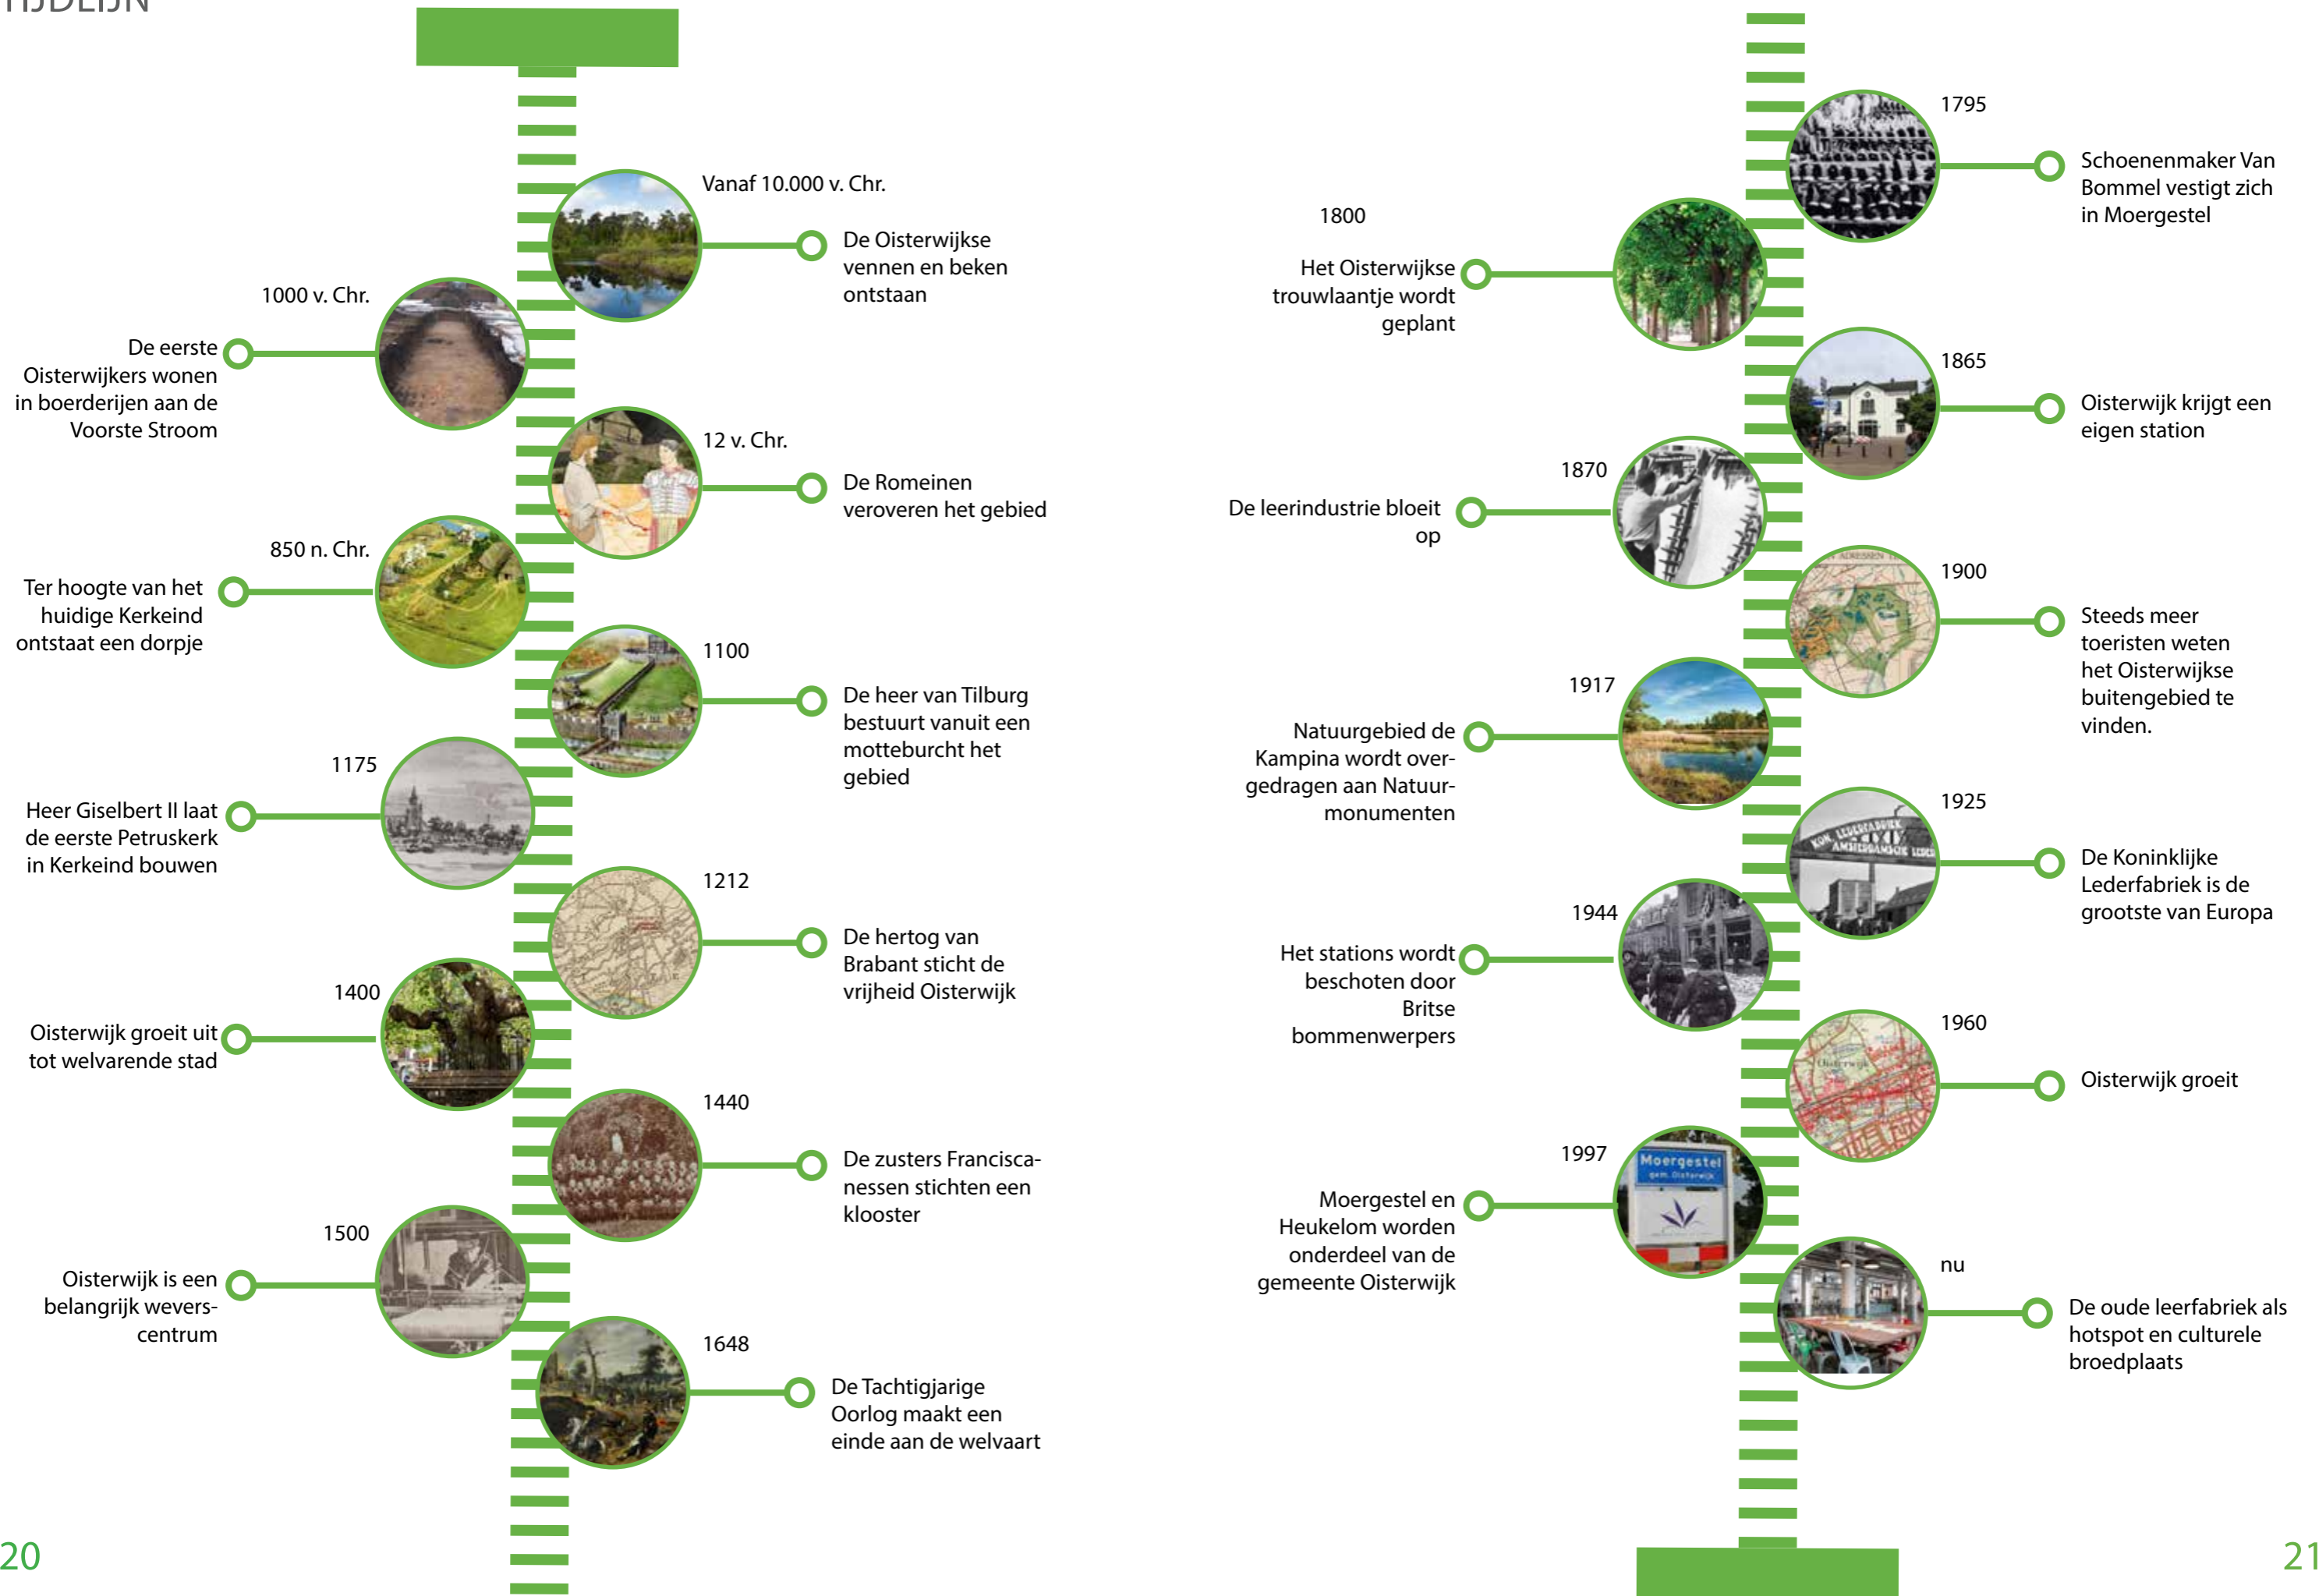 TIJDLIJN
Vanaf 10.000 v. Chr.
De Oisterwijkse
vennen en beken
ontstaan
1000 v. Chr.
De eerste
Oisterwijkers wonen
in boerderijen aan de
Voorste Stroom
12 v. Chr.
De Romeinen
veroveren het gebied
850 n. Chr.
Ter hoogte van het
huidige Kerkeind
ontstaat een dorpje
1100
De heer van Tilburg
bestuurt vanuit een
motteburcht het
gebied
1175
Heer Giselbert II laat
de eerste Petruskerk
in Kerkeind bouwen
1212
De hertog van
Brabant sticht de
vrijheid Oisterwijk
1400
Oisterwijk groeit uit
tot welvarende stad
1440
De zusters Francisca-
nessen stichten een
klooster
1500
Oisterwijk is een
belangrijk wevers-
centrum
1648
De Tachtigjarige
Oorlog maakt een
einde aan de welvaart
20
1795
Schoenenmaker Van
Bommel vestigt zich
in Moergestel
1800
Het Oisterwijkse
trouwlaantje wordt
geplant
1865
Oisterwijk krijgt een
eigen station
1870
De leerindustrie bloeit
op
1900
Steeds meer
toeristen weten
het Oisterwijkse
buitengebied te
vinden.
ADRESSEN
1917
Natuurgebied de
Kampina wordt over-
gedragen aan Natuur-
monumenten
1925
De Koninklijke
Lederfabriek is de
grootste van Europa
KON. LEDERFABRIEK
AMSTERDAMSCHE LEDER
1944
Het stations wordt
beschoten door
Britse
bommenwerpers
1960
Oisterwijk groeit
Oisterwijk
1997
Moergestel en
Heukelom worden
onderdeel van de
gemeente Oisterwijk
Moergestel
gem. Oisterwijk
nu
De oude leerfabriek als
hotspot en culturele
broedplaats
21